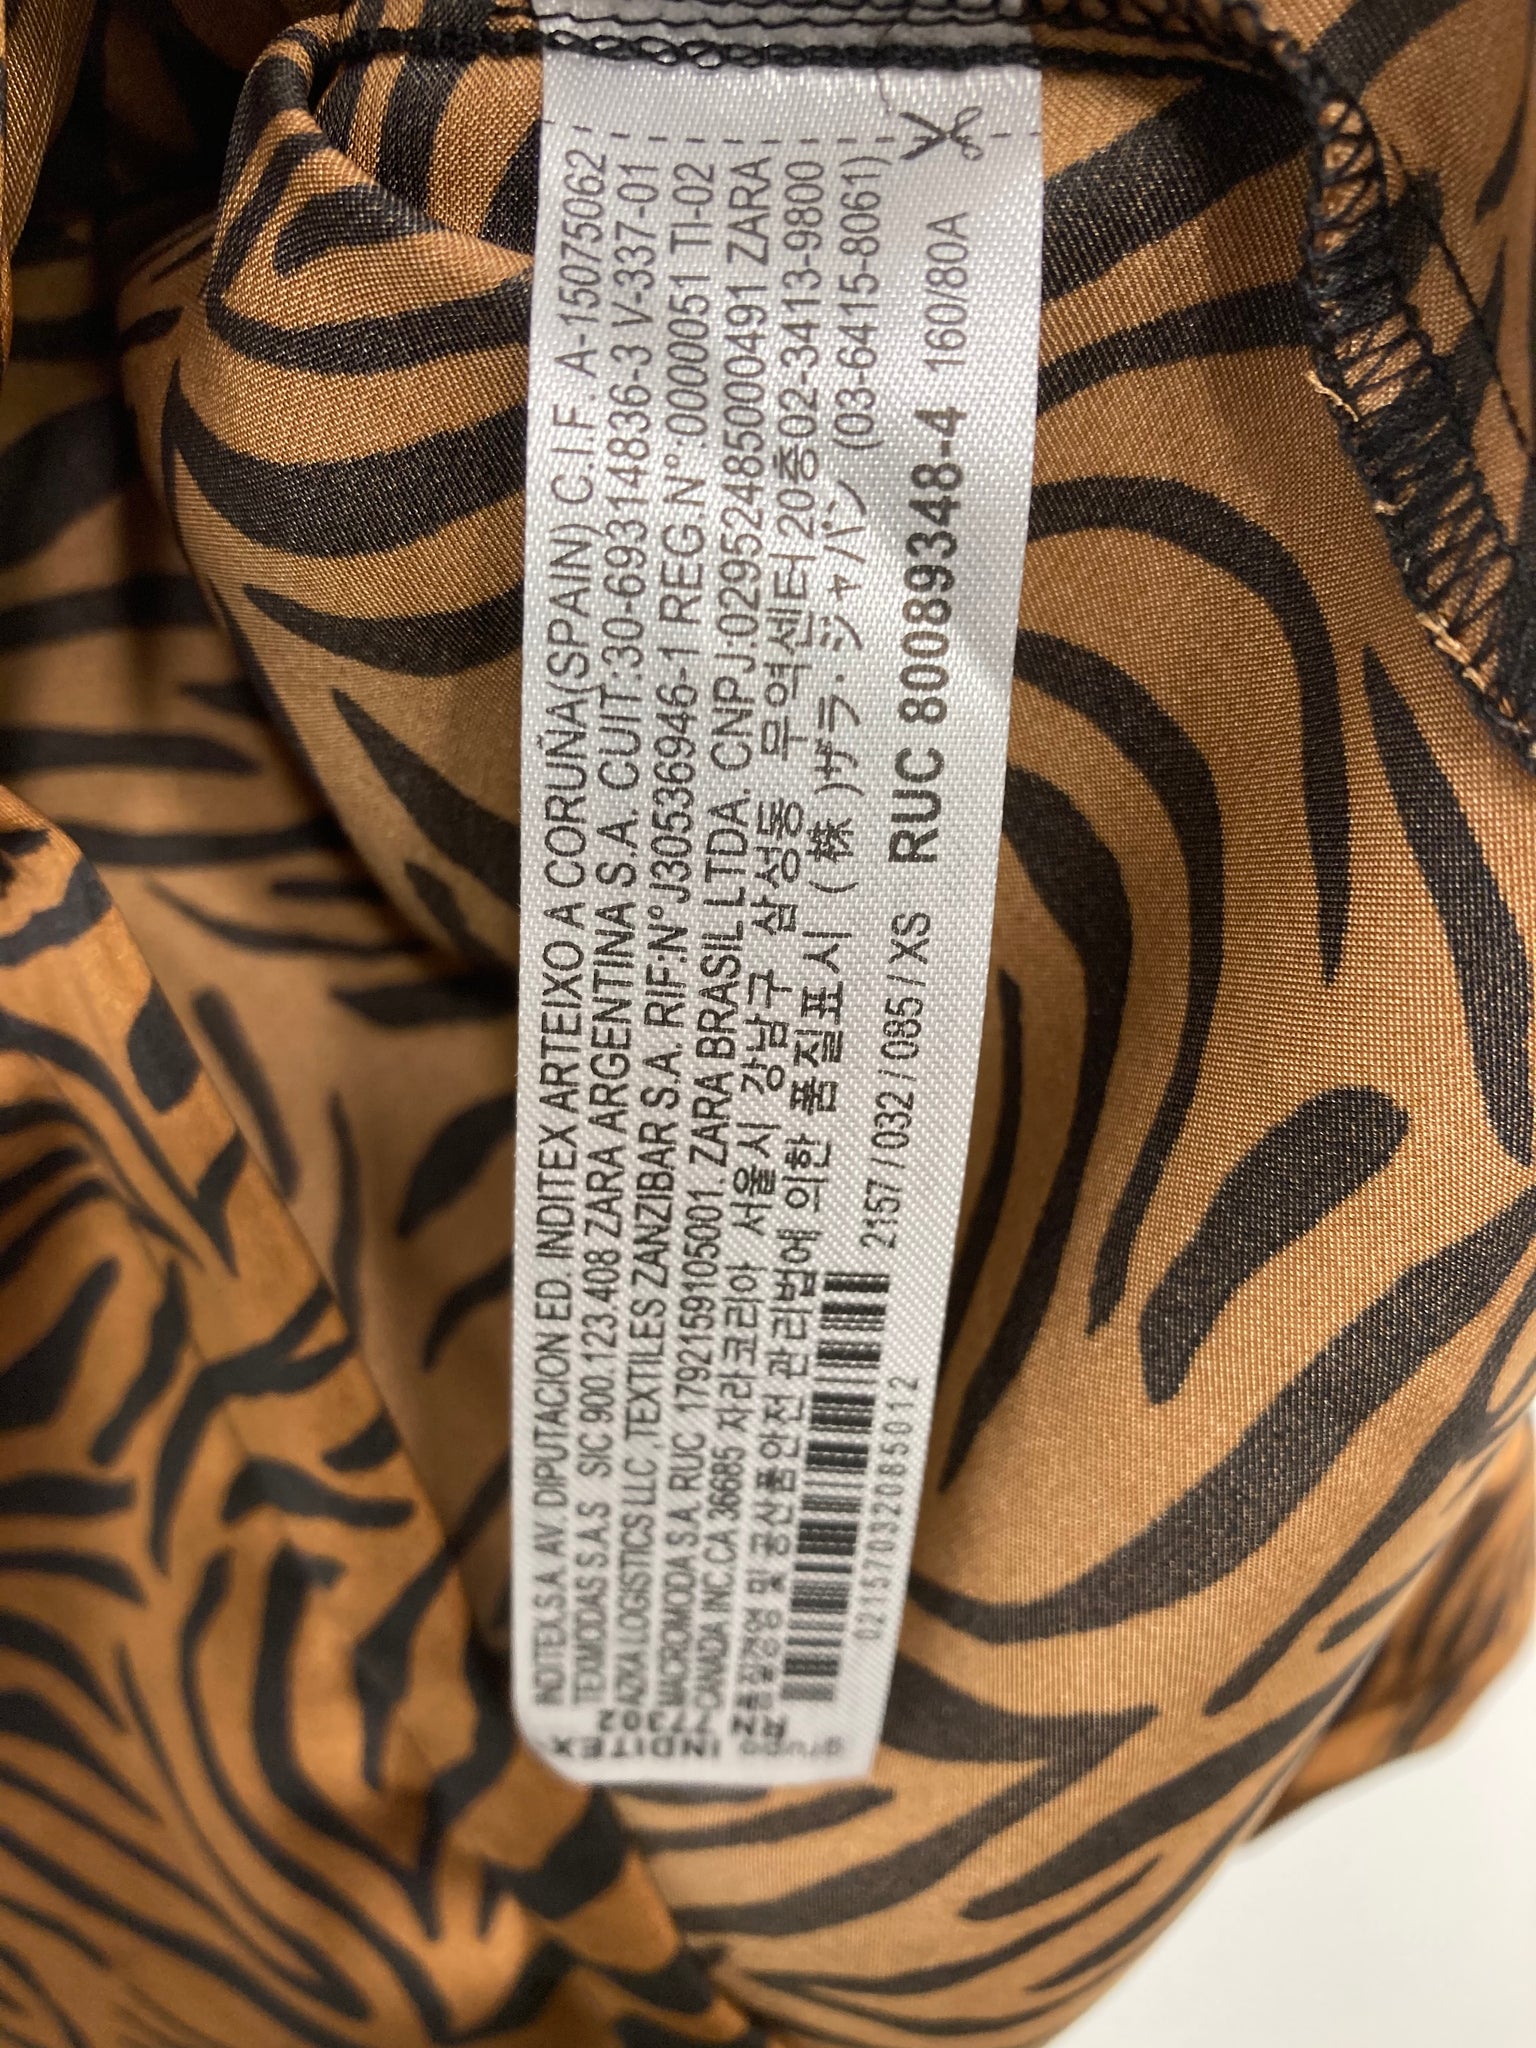 INDITEX,S.A. AV. DIPUTACION ED. INDITEX ARTEIXO A CORUÑA(SPAIN) C.I.F. A-15075062
TEXMODAS S.A.S SIC 900.123.408 ZARA ARGENTINA S.A. CUIT:30-69314836-3 V-337-01
AZKA LOGISTICS LLC ,TEXTILES ZANZIBAR S.A. RIF:N°J30536946-1 REG.N°:0000051 TI-02
MACROMODA S.A. RUC 1792159105001. ZARA BRASIL LTDA. CNPJ:02952485000491 ZARA
CANADA INC.CA 36685 자라코리아 서울시 강남구 삼성동 무역센터20층02-3413-9800
품질경영 및 공산품안전 관리법에 의한 품질표시 (株)ザラ・ジャパン (03-6415-8061)
2157/032/085/XS RUC 80089348-4 160/80A
02157032085012
grupo INDITEX
RN 77302